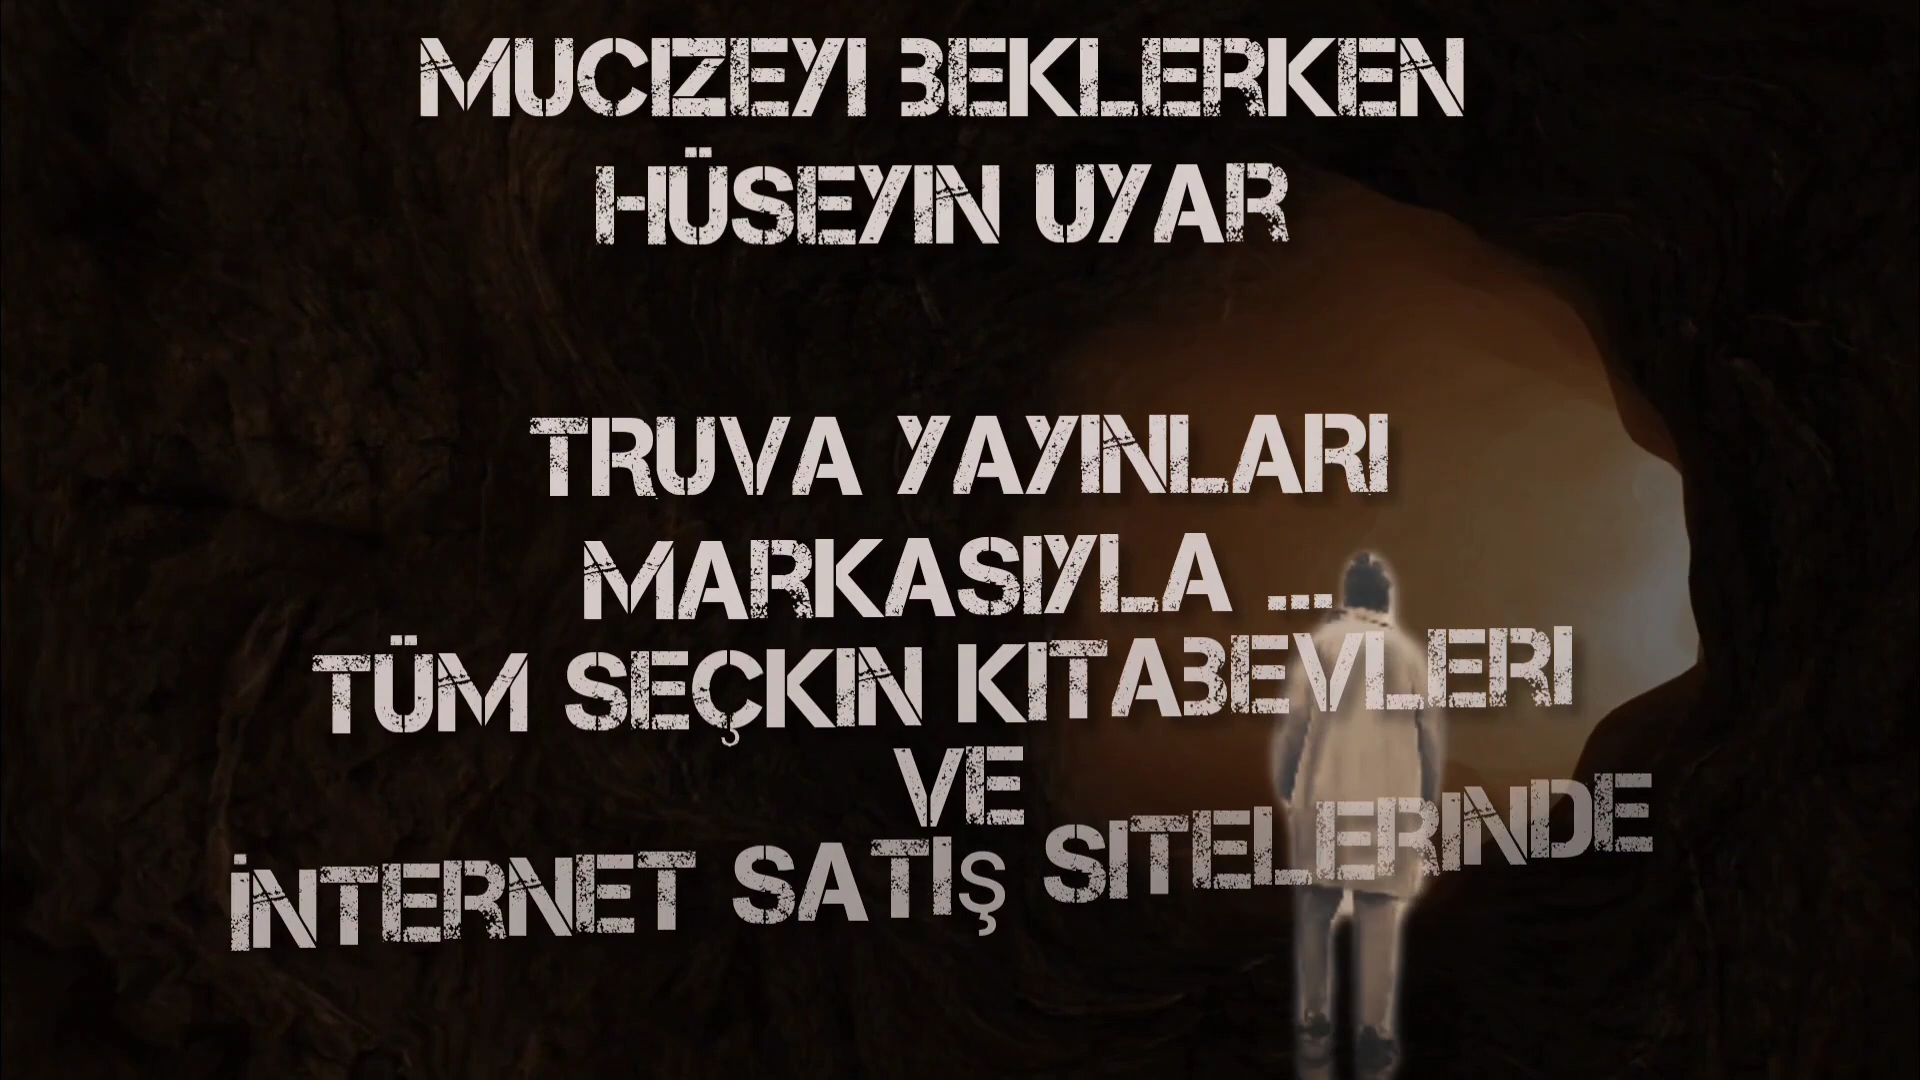 MUCIZEYI BEKLERKEN
HÜSEYIN UYAR
TRUVA YAYINLARI
MARKASIYLA ...
TÜM SEÇKIN KITABEVLERI
VE
İNTERNET SATIŞ SITELERINDE